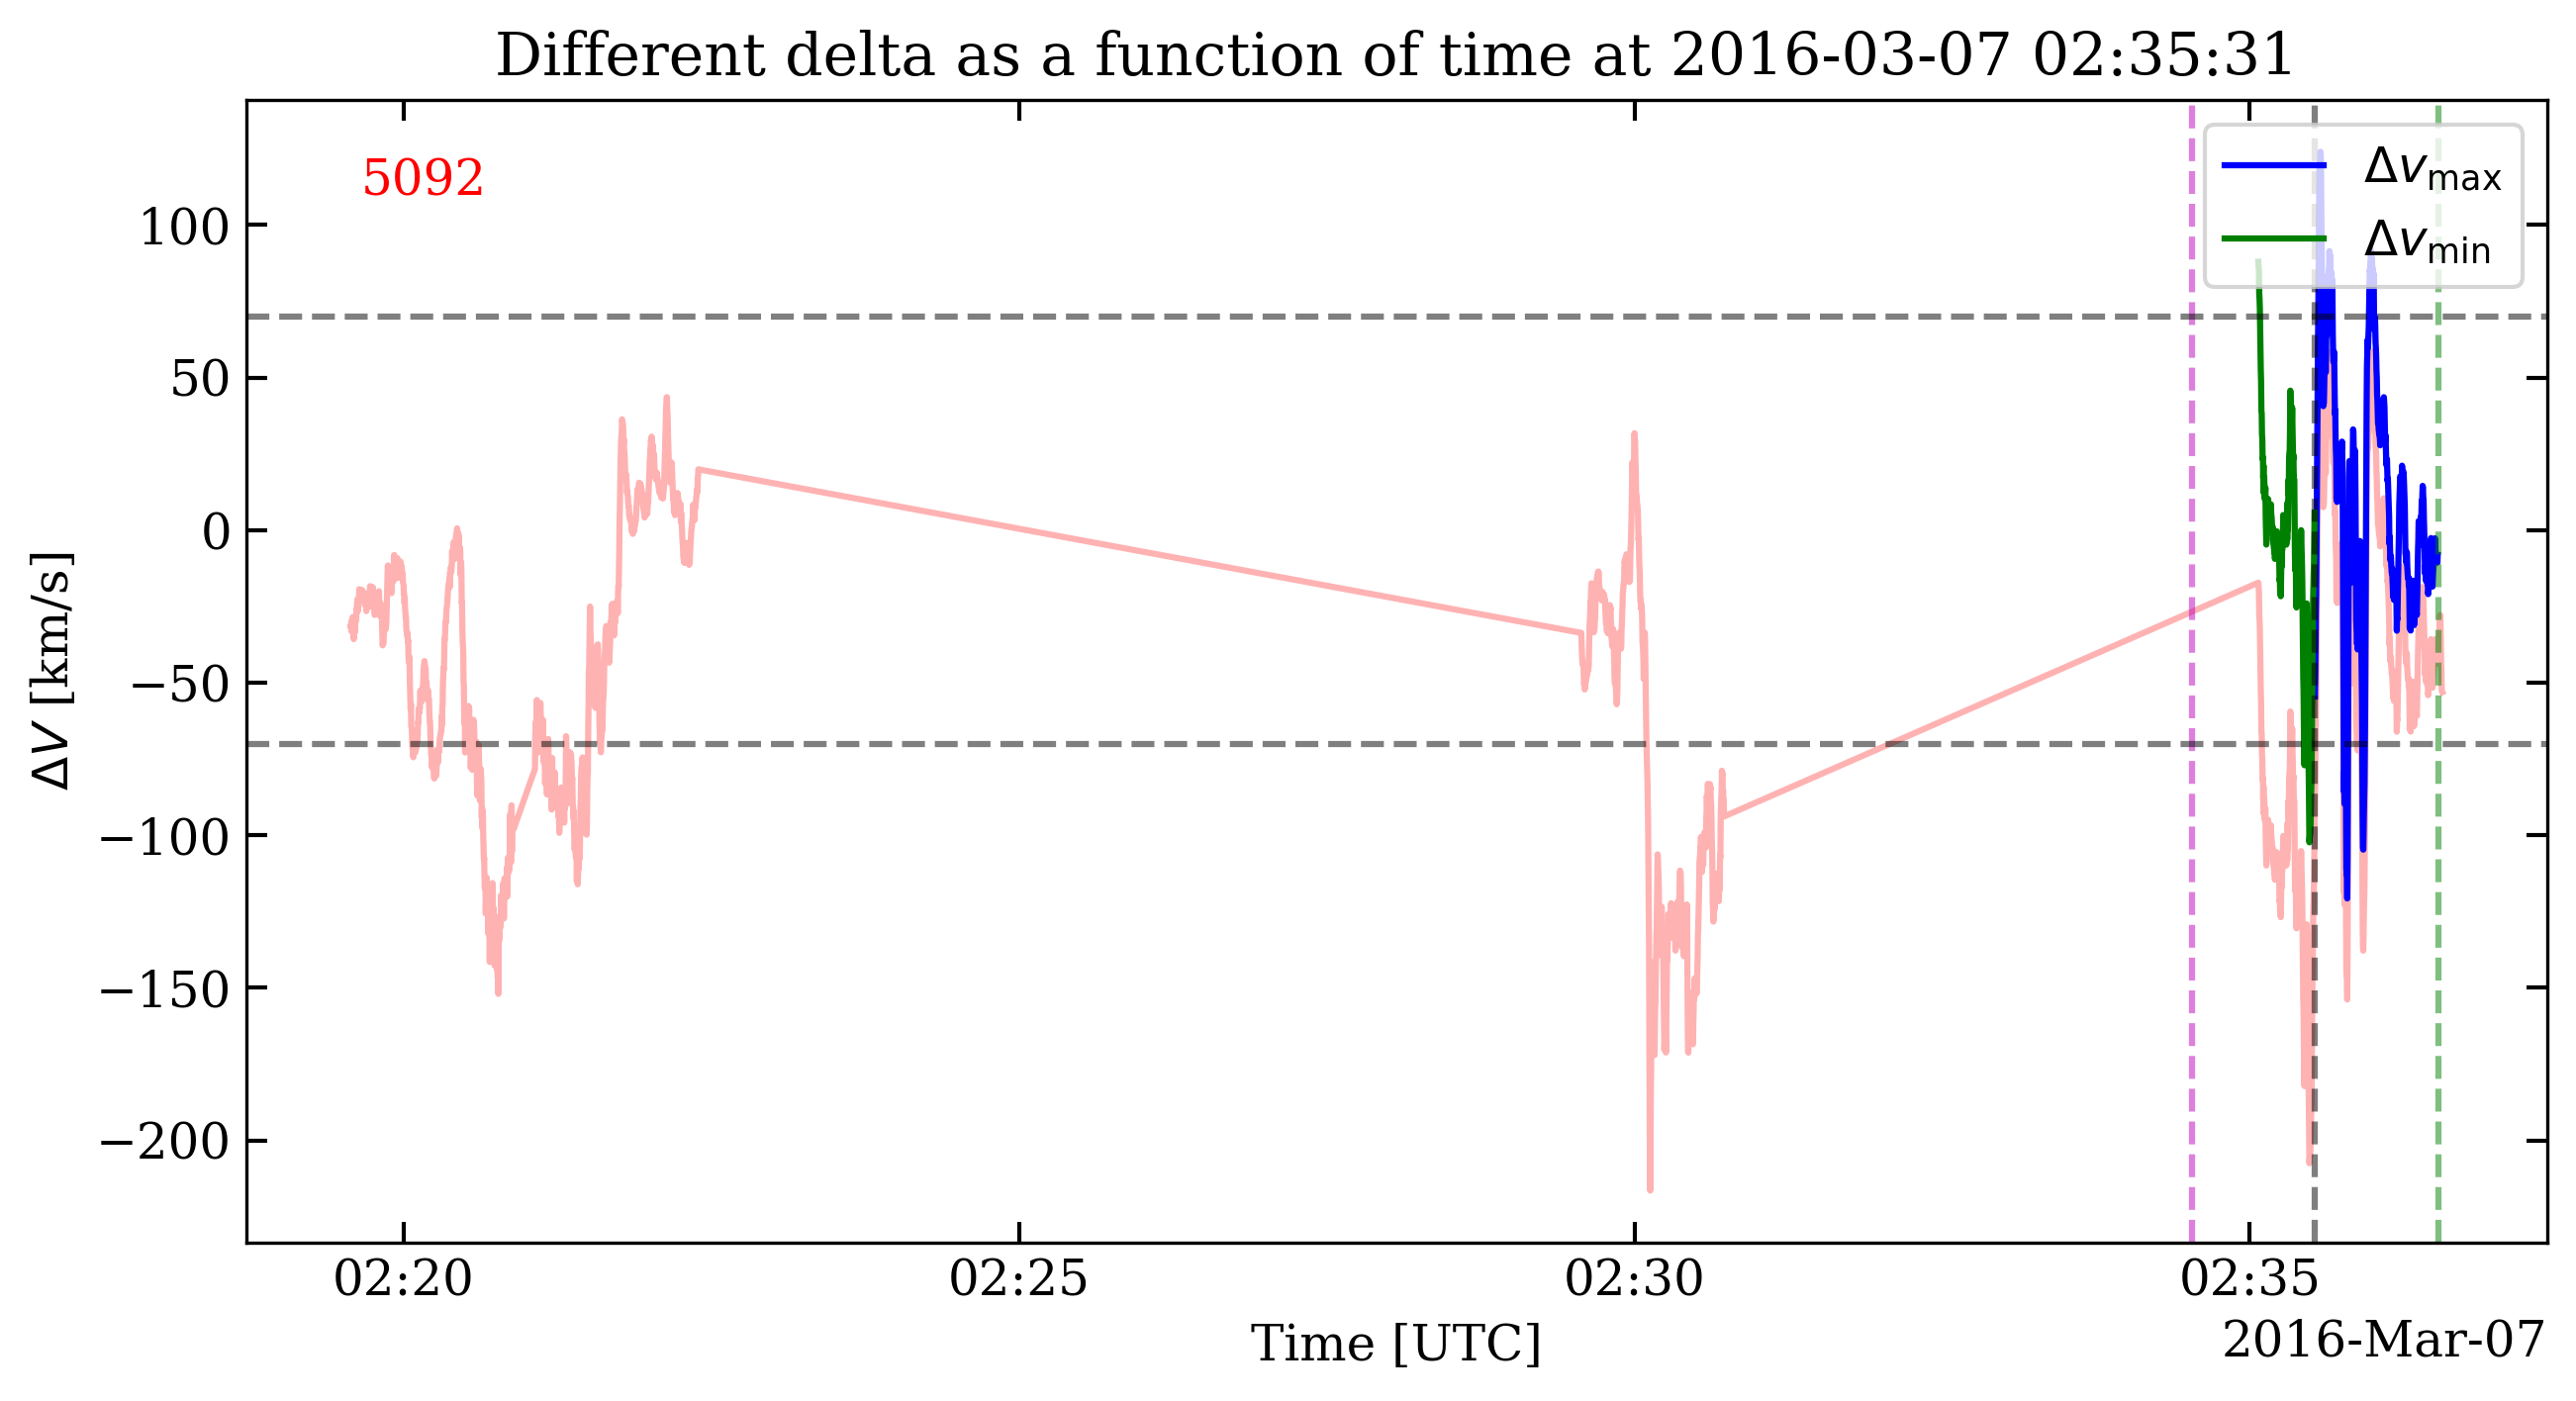 Different delta as a function of time at 2016-03-07 02:35:31
5092
Δv_max
Δv_min
100
50
0
−50
−100
−150
−200
ΔV [km/s]
02:20 02:25 02:30 02:35
Time [UTC]
2016-Mar-07